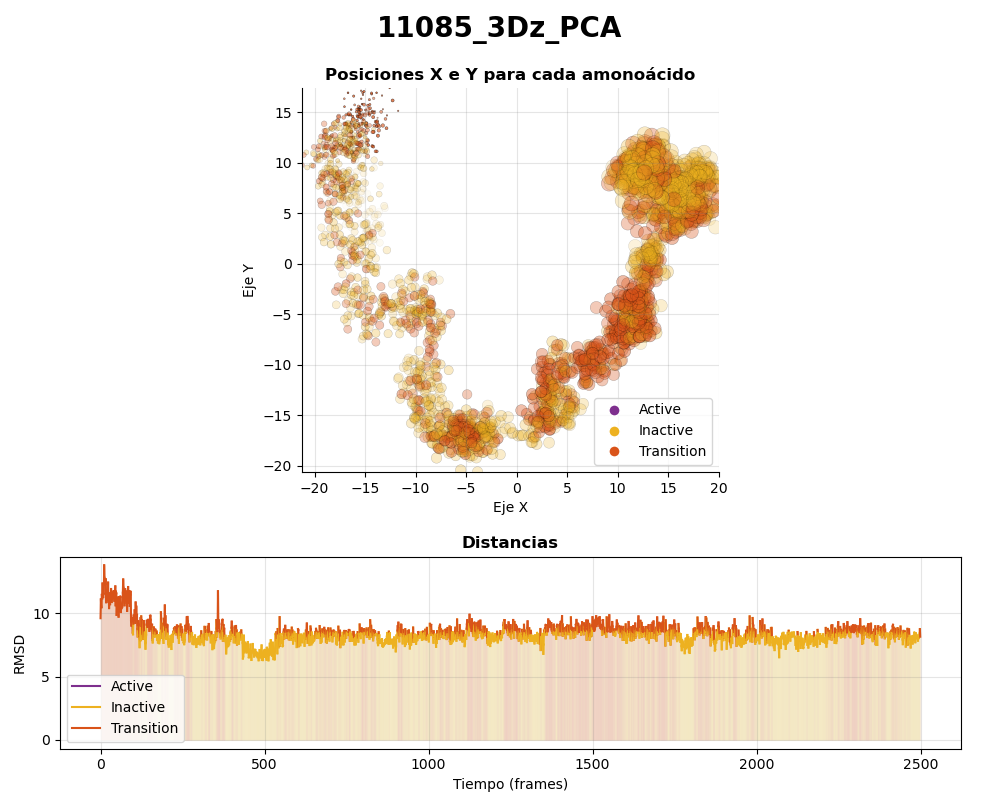 11085_3Dz_PCA
Posiciones X e Y para cada amonoácido
15
10
5
0
−5
−10
−15
−20
Eje Y
Active
Inactive
Transition
−20 −15 −10 −5 0 5 10 15 20
Eje X
Distancias
10
5
0
RMSD
Active
Inactive
Transition
0 500 1000 1500 2000 2500
Tiempo (frames)